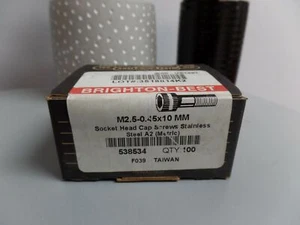 BRIGHTON-BEST
M2.5-0.45x10 MM
Socket Head Cap Screws Stainless
Steel A2 (Metric)
538534 QTY:100
F039 TAIWAN